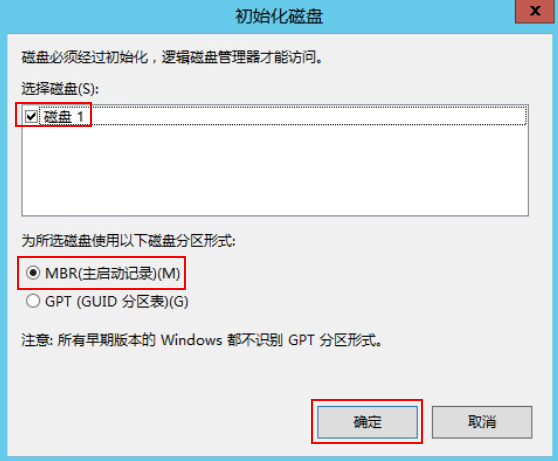 初始化磁盘
x
磁盘必须经过初始化，逻辑磁盘管理器才能访问。
选择磁盘(S):
磁盘 1
为所选磁盘使用以下磁盘分区形式:
MBR(主启动记录)(M)
GPT (GUID 分区表)(G)
注意: 所有早期版本的 Windows 都不识别 GPT 分区形式。
确定
取消